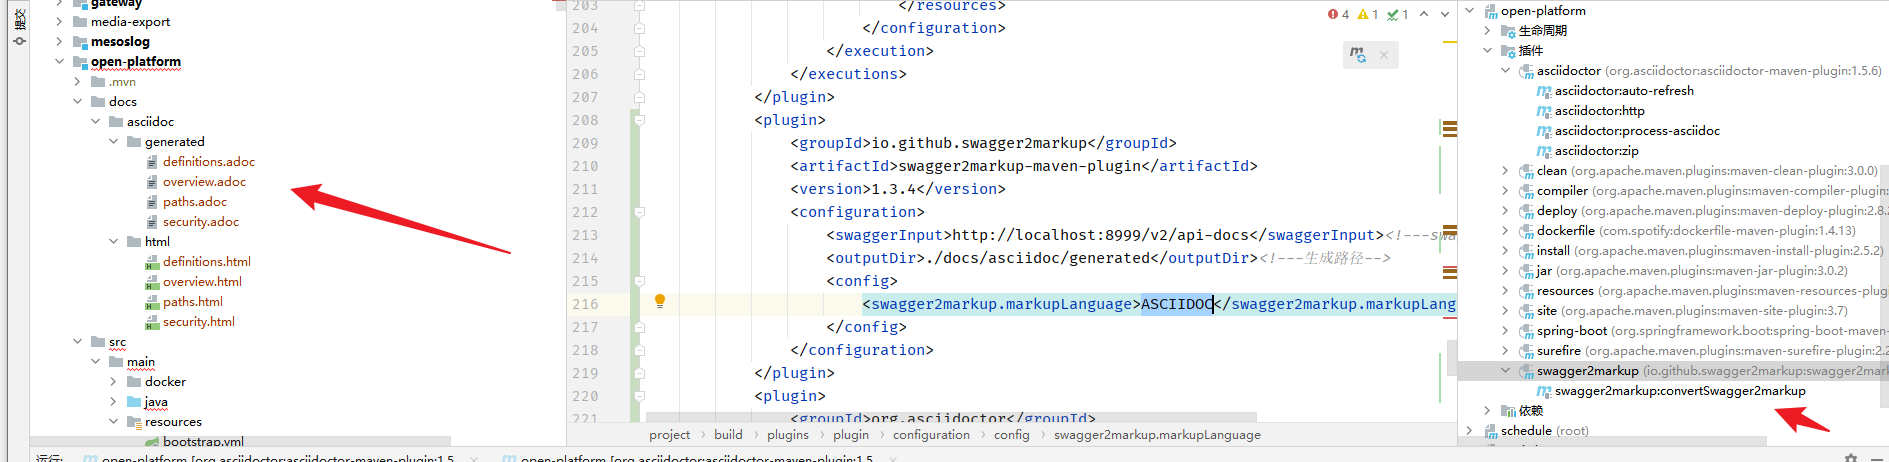 提交
gateway
media-export
mesoslog
open-platform
.mvn
docs
asciidoc
generated
definitions.adoc
overview.adoc
paths.adoc
security.adoc
html
definitions.html
overview.html
paths.html
security.html
src
main
docker
java
resources
bootstrap.yml
203 </resources>
204 </configuration>
205 </execution>
206 </executions>
207 </plugin>
208 <plugin>
209 <groupId>io.github.swagger2markup</groupId>
210 <artifactId>swagger2markup-maven-plugin</artifactId>
211 <version>1.3.4</version>
212 <configuration>
213 <swaggerInput>http://localhost:8999/v2/api-docs</swaggerInput><!---swa
214 <outputDir>./docs/asciidoc/generated</outputDir><!---生成路径-->
215 <config>
216 <swagger2markup.markupLanguage>ASCIIDOC</swagger2markup.markupLang
217 </config>
218 </configuration>
219 </plugin>
220 <plugin>
221 <groupId>org.asciidoctor</groupId>
4 1 1
project > build > plugins > plugin > configuration > config > swagger2markup.markupLanguage
open-platform
生命周期
插件
asciidoctor (org.asciidoctor:asciidoctor-maven-plugin:1.5.6)
asciidoctor:auto-refresh
asciidoctor:http
asciidoctor:process-asciidoc
asciidoctor:zip
clean (org.apache.maven.plugins:maven-clean-plugin:3.0.0)
compiler (org.apache.maven.plugins:maven-compiler-plugin:
deploy (org.apache.maven.plugins:maven-deploy-plugin:2.8.
dockerfile (com.spotify:dockerfile-maven-plugin:1.4.13)
install (org.apache.maven.plugins:maven-install-plugin:2.5.2)
jar (org.apache.maven.plugins:maven-jar-plugin:3.0.2)
resources (org.apache.maven.plugins:maven-resources-plug
site (org.apache.maven.plugins:maven-site-plugin:3.7)
spring-boot (org.springframework.boot:spring-boot-maven-
surefire (org.apache.maven.plugins:maven-surefire-plugin:2.2
swagger2markup (io.github.swagger2markup:swagger2mark
swagger2markup:convertSwagger2markup
依赖
schedule (root)
运行: open-platform [org.asciidoctor:asciidoctor-maven-plugin:1.5... open-platform [org.asciidoctor:asciidoctor-maven-plugin:1.5...